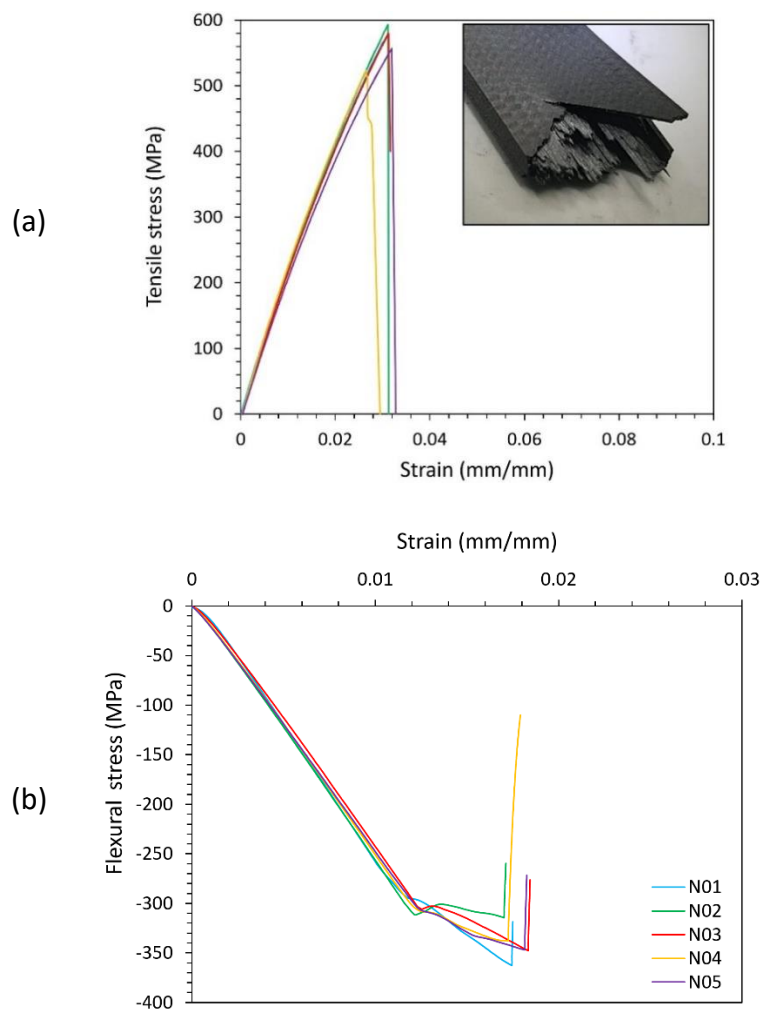 (a)
Tensile stress (MPa)
600
500
400
300
200
100
0
0 0.02 0.04 0.06 0.08 0.1
Strain (mm/mm)
(b)
Strain (mm/mm)
0 0.01 0.02 0.03
Flexural stress (MPa)
0
-50
-100
-150
-200
-250
-300
-350
-400
N01
N02
N03
N04
N05